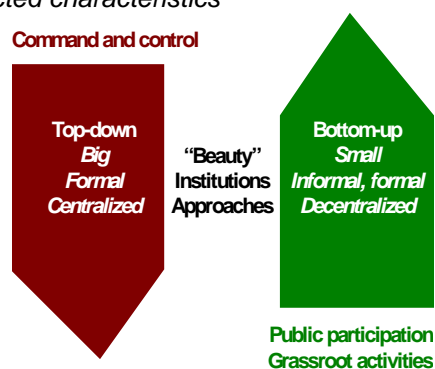 cted characteristics
Command and control
Top-down
Big
Formal
Centralized
“Beauty”
Institutions
Approaches
Bottom-up
Small
Informal, formal
Decentralized
Public participation
Grassroot activities